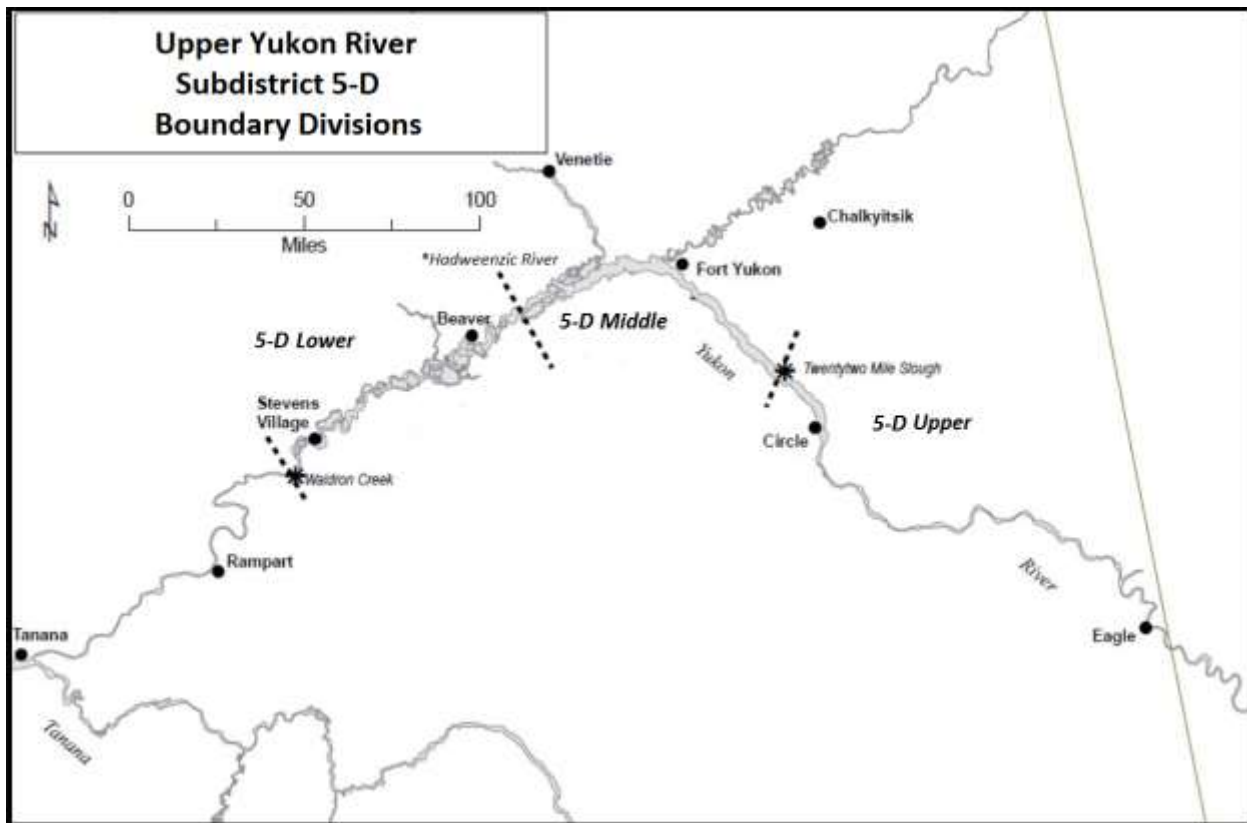 Upper Yukon River
Subdistrict 5-D
Boundary Divisions
Venetie
0 50 100
Miles
N
Chalkyitsik
*Hadweenzic River
Fort Yukon
Beaver
5-D Middle
5-D Lower
Yukon
Twentytwo Mile Slough
Stevens
Village
5-D Upper
Circle
Waldron Creek
Rampart
River
Tanana
Eagle
Tanana